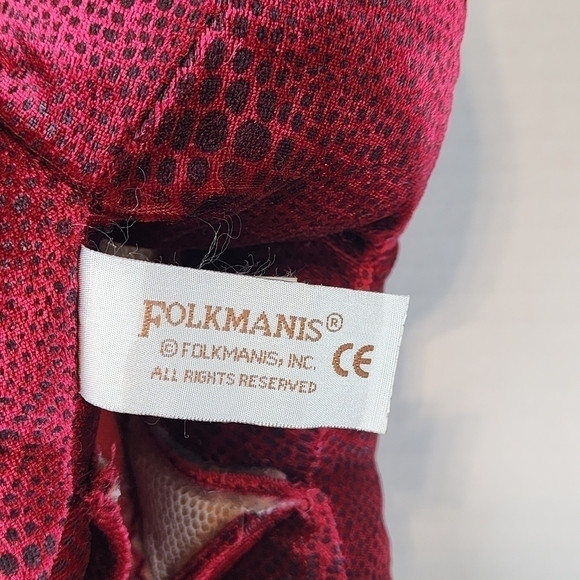 FOLKMANIS®
© FOLKMANIS, INC. CE
ALL RIGHTS RESERVED